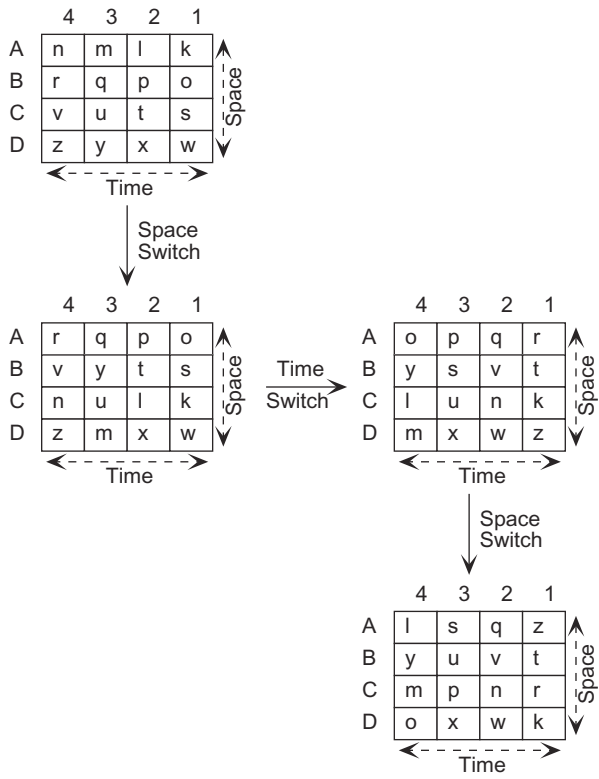 4 3 2 1
A n m l k
B r q p o
C v u t s
D z y x w
Space
Time
Space
Switch
4 3 2 1
A r q p o
B v y t s
C n u l k
D z m x w
Space
Time
Time
Switch
4 3 2 1
A o p q r
B y s v t
C l u n k
D m x w z
Space
Time
Space
Switch
4 3 2 1
A l s q z
B y u v t
C m p n r
D o x w k
Space
Time